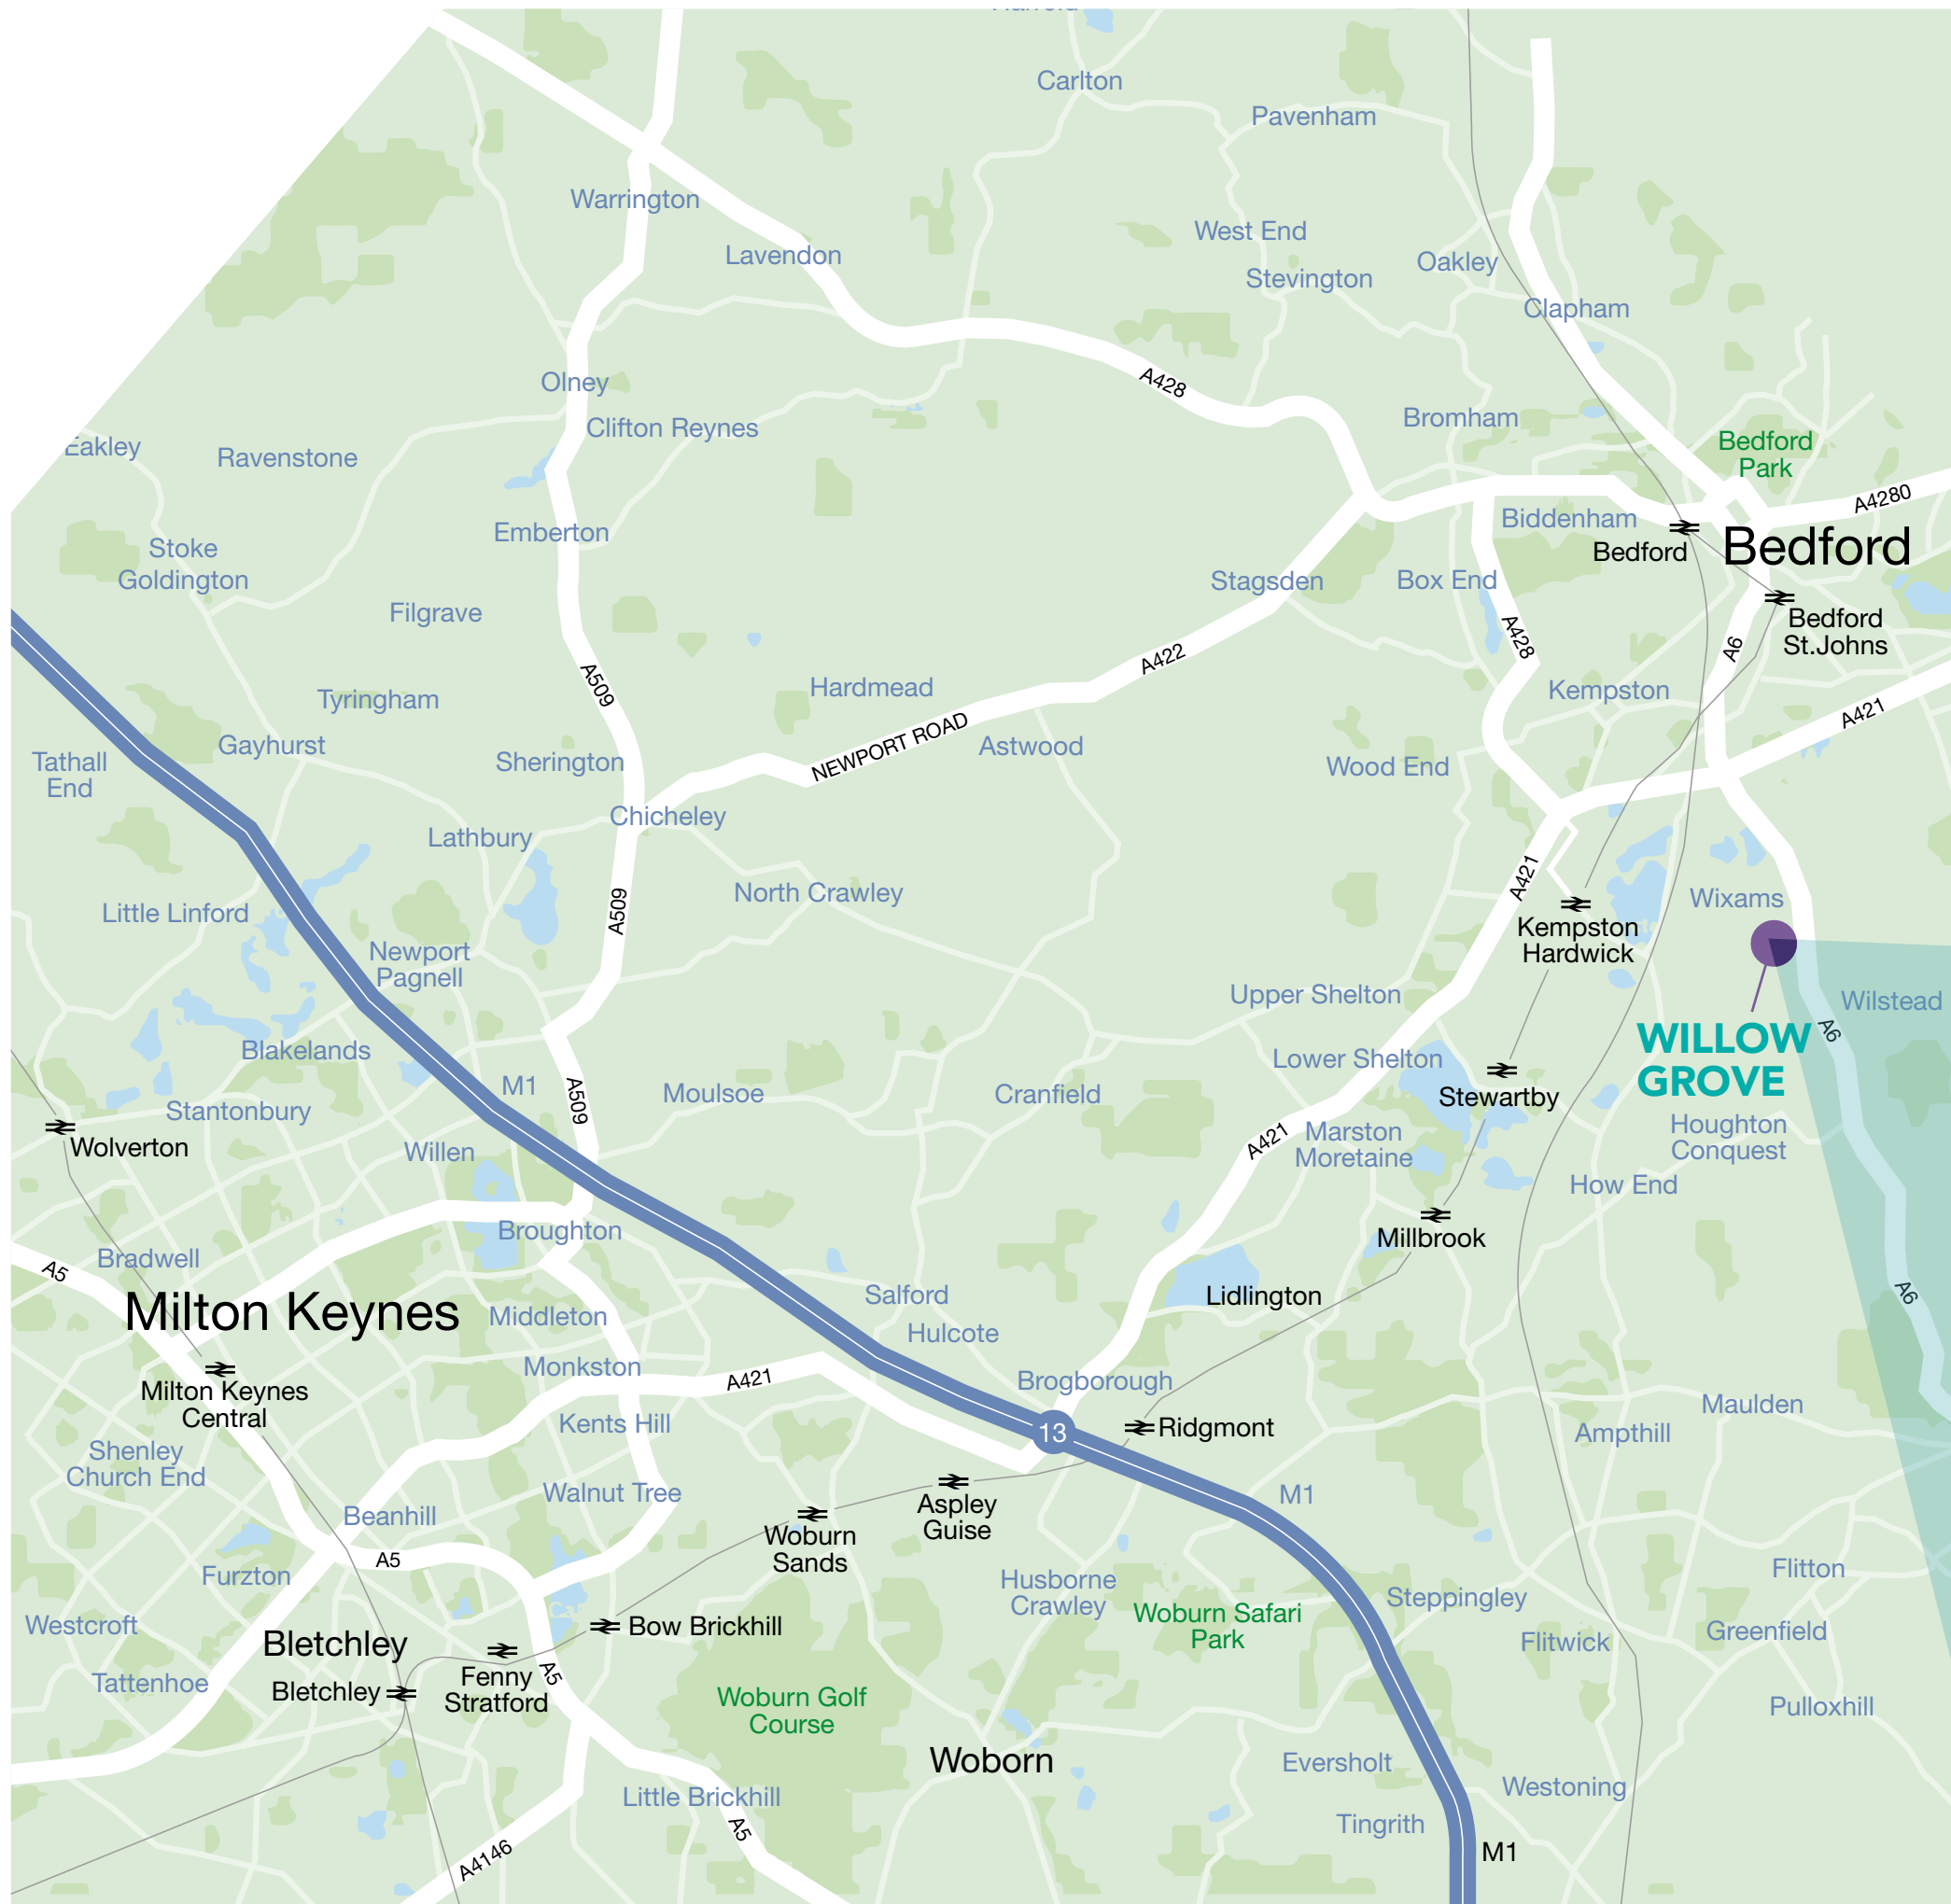 Carlton
Pavenham
Warrington
West End
Lavendon
Oakley
Stevington
Clapham
Olney
A428
Clifton Reynes
Bromham
Eakley
Ravenstone
Bedford
Park
A4280
Emberton
Biddenham
Bedford
Bedford
Stoke
Goldington
Stagsden
Box End
Filgrave
Bedford
St.Johns
A428
A6
A422
A509
Hardmead
Kempston
Tyringham
A421
NEWPORT ROAD
Astwood
Gayhurst
Sherington
Tathall
End
Wood End
Chicheley
Lathbury
A421
North Crawley
Wixams
A509
Little Linford
Kempston
Hardwick
Newport
Pagnell
Upper Shelton
Wilstead
A6
WILLOW
GROVE
Blakelands
Lower Shelton
M1
A509
Moulsoe
Cranfield
Stewartby
Stantonbury
Wolverton
Houghton
Conquest
A421
Marston
Moretaine
Willen
How End
Broughton
Millbrook
Bradwell
A5
A6
Salford
Lidlington
Milton Keynes
Middleton
Hulcote
Monkston
A421
Brogborough
Milton Keynes
Central
Maulden
Kents Hill
13
Ridgmont
Ampthill
Shenley
Church End
Walnut Tree
M1
Aspley
Guise
Beanhill
Woburn
Sands
A5
Furzton
Flitton
Husborne
Crawley
Steppingley
Westcroft
Woburn Safari
Park
Bow Brickhill
Greenfield
Bletchley
Flitwick
Fenny
Stratford
A5
Tattenhoe
Bletchley
Woburn Golf
Course
Pulloxhill
Woborn
Eversholt
Westoning
Little Brickhill
Tingrith
A5
M1
A4146